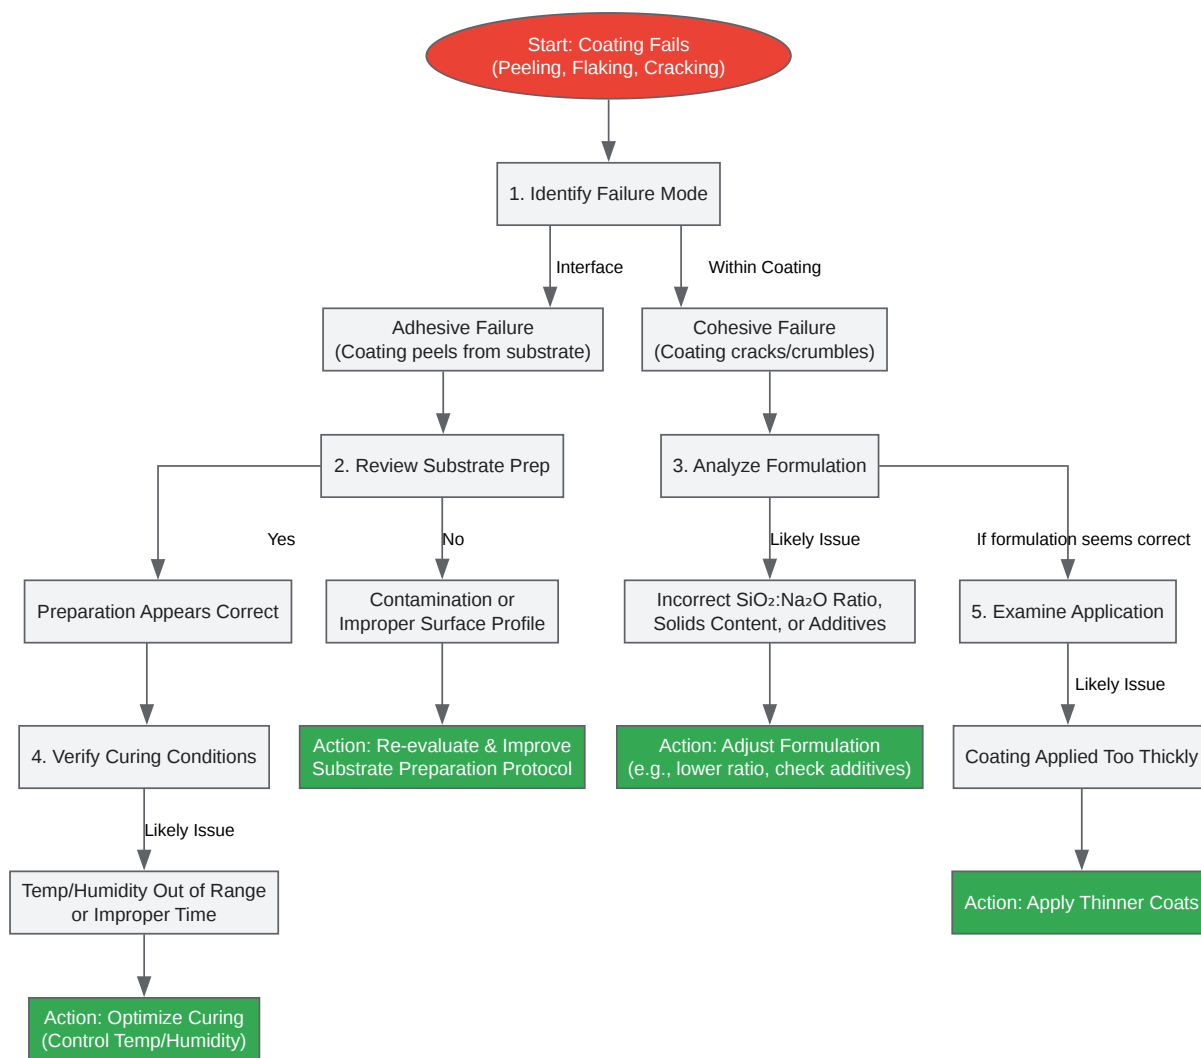 Start: Coating Fails
(Peeling, Flaking, Cracking)
1. Identify Failure Mode
Interface
Within Coating
Adhesive Failure
(Coating peels from substrate)
Cohesive Failure
(Coating cracks/crumbles)
2. Review Substrate Prep
3. Analyze Formulation
Yes
No
Likely Issue
If formulation seems correct
Preparation Appears Correct
Contamination or
Improper Surface Profile
Incorrect SiO₂:Na₂O Ratio,
Solids Content, or Additives
5. Examine Application
Likely Issue
4. Verify Curing Conditions
Action: Re-evaluate & Improve
Substrate Preparation Protocol
Action: Adjust Formulation
(e.g., lower ratio, check additives)
Coating Applied Too Thickly
Likely Issue
Temp/Humidity Out of Range
or Improper Time
Action: Apply Thinner Coats
Action: Optimize Curing
(Control Temp/Humidity)